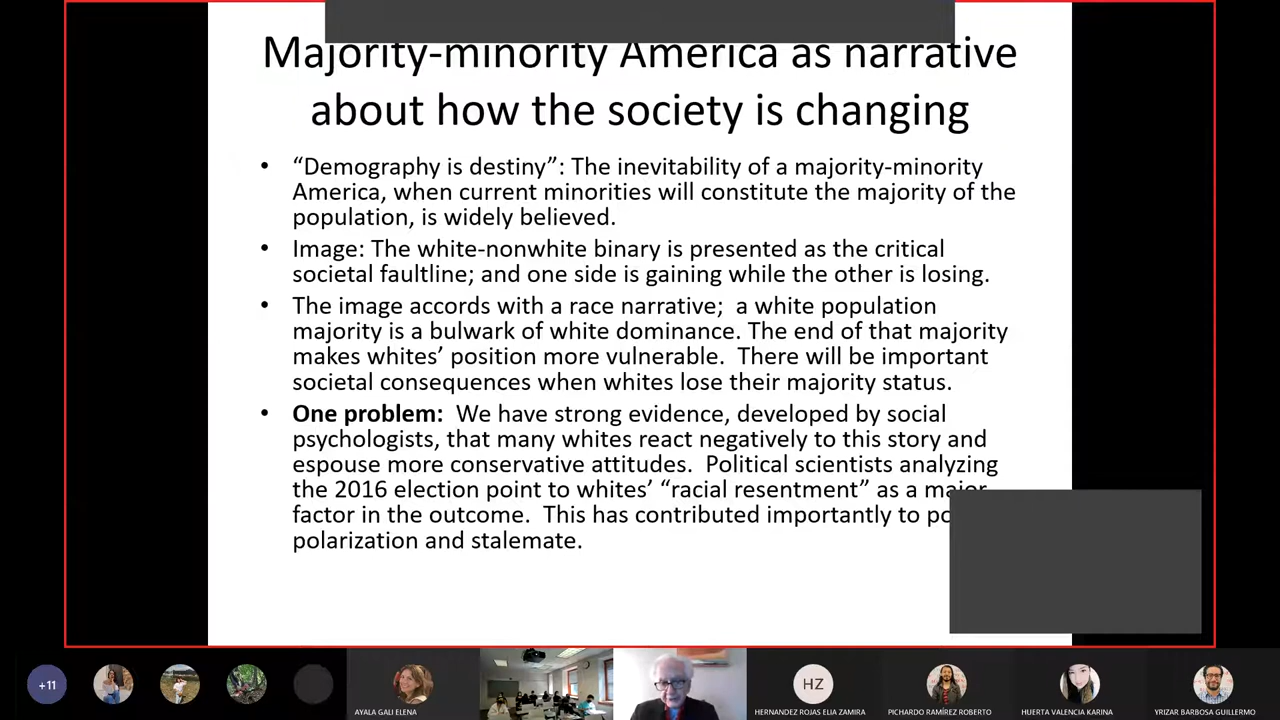 Majority-minority America as narrative
about how the society is changing
• “Demography is destiny”: The inevitability of a majority-minority
America, when current minorities will constitute the majority of the
population, is widely believed.
• Image: The white-nonwhite binary is presented as the critical
societal faultline; and one side is gaining while the other is losing.
• The image accords with a race narrative;  a white population
majority is a bulwark of white dominance. The end of that majority
makes whites’ position more vulnerable.  There will be important
societal consequences when whites lose their majority status.
• One problem:  We have strong evidence, developed by social
psychologists, that many whites react negatively to this story and
espouse more conservative attitudes.  Political scientists analyzing
the 2016 election point to whites’ “racial resentment” as a major
factor in the outcome.  This has contributed importantly to po
polarization and stalemate.
+11
HZ
AYALA GALI ELENA
HERNANDEZ ROJAS ELIA ZAMIRA
PICHARDO RAMÍREZ ROBERTO
HUERTA VALENCIA KARINA
YRIZAR BARBOSA GUILLERMO